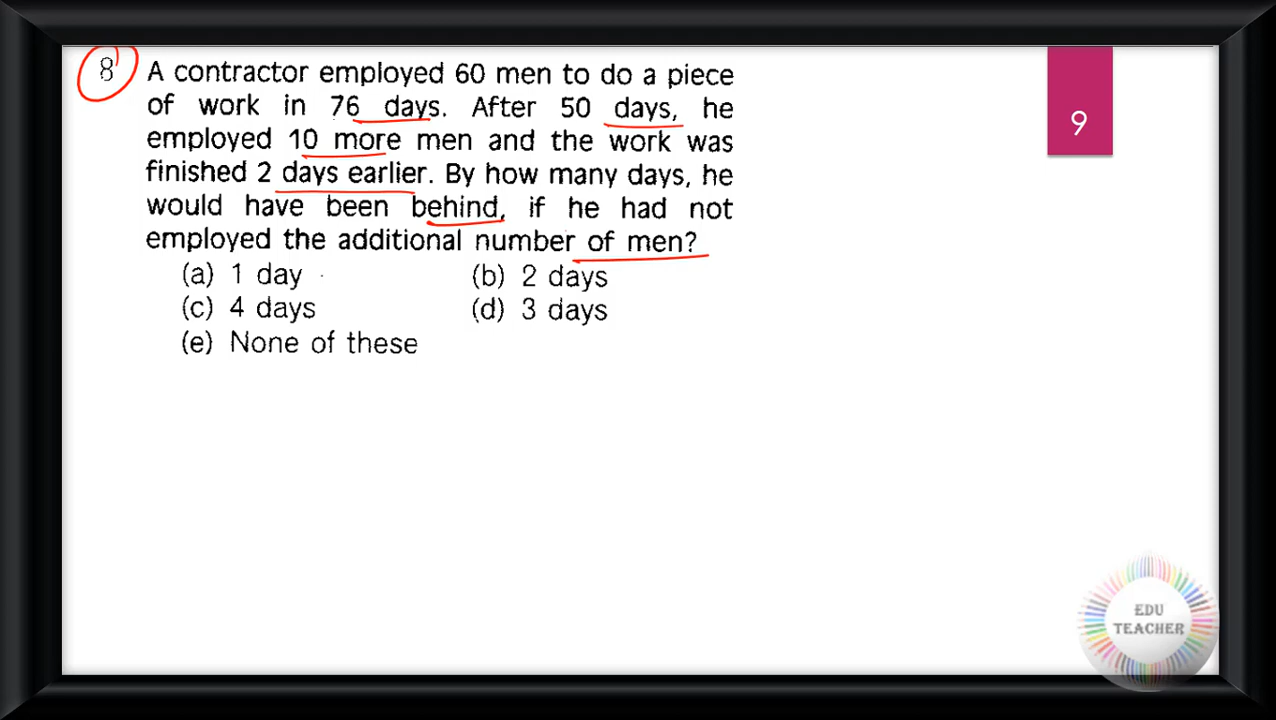 8 A contractor employed 60 men to do a piece
of work in 76 days. After 50 days, he
employed 10 more men and the work was
finished 2 days earlier. By how many days, he
would have been behind, if he had not
employed the additional number of men?
(a) 1 day (b) 2 days
(c) 4 days (d) 3 days
(e) None of these
9
EDU
TEACHER